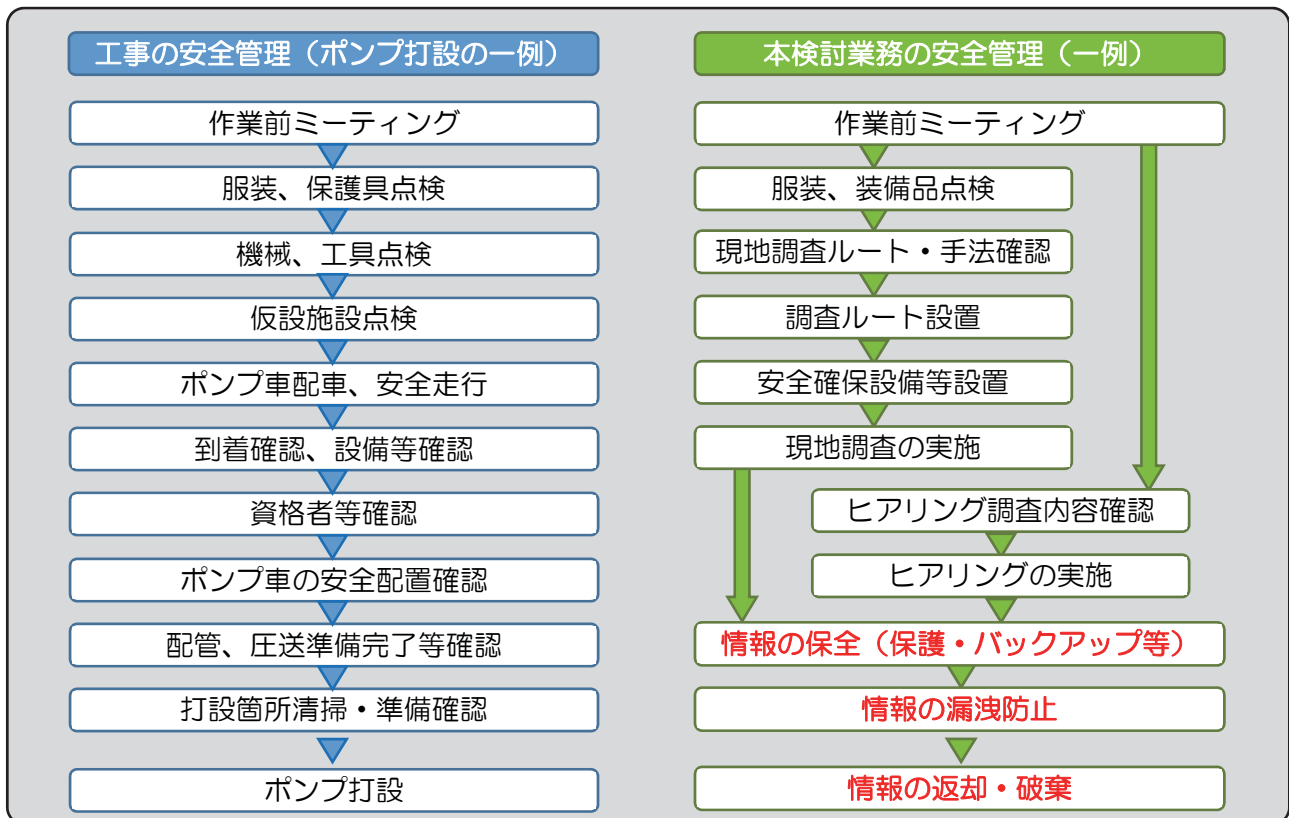 工事の安全管理（ポンプ打設の一例）
作業前ミーティング
服装、保護具点検
機械、工具点検
仮設施設点検
ポンプ車配車、安全走行
到着確認、設備等確認
資格者等確認
ポンプ車の安全配置確認
配管、圧送準備完了等確認
打設箇所清掃・準備確認
ポンプ打設
本検討業務の安全管理（一例）
作業前ミーティング
服装、装備品点検
現地調査ルート・手法確認
調査ルート設置
安全確保設備等設置
現地調査の実施
ヒアリング調査内容確認
ヒアリングの実施
情報の保全（保護・バックアップ等）
情報の漏洩防止
情報の返却・破棄